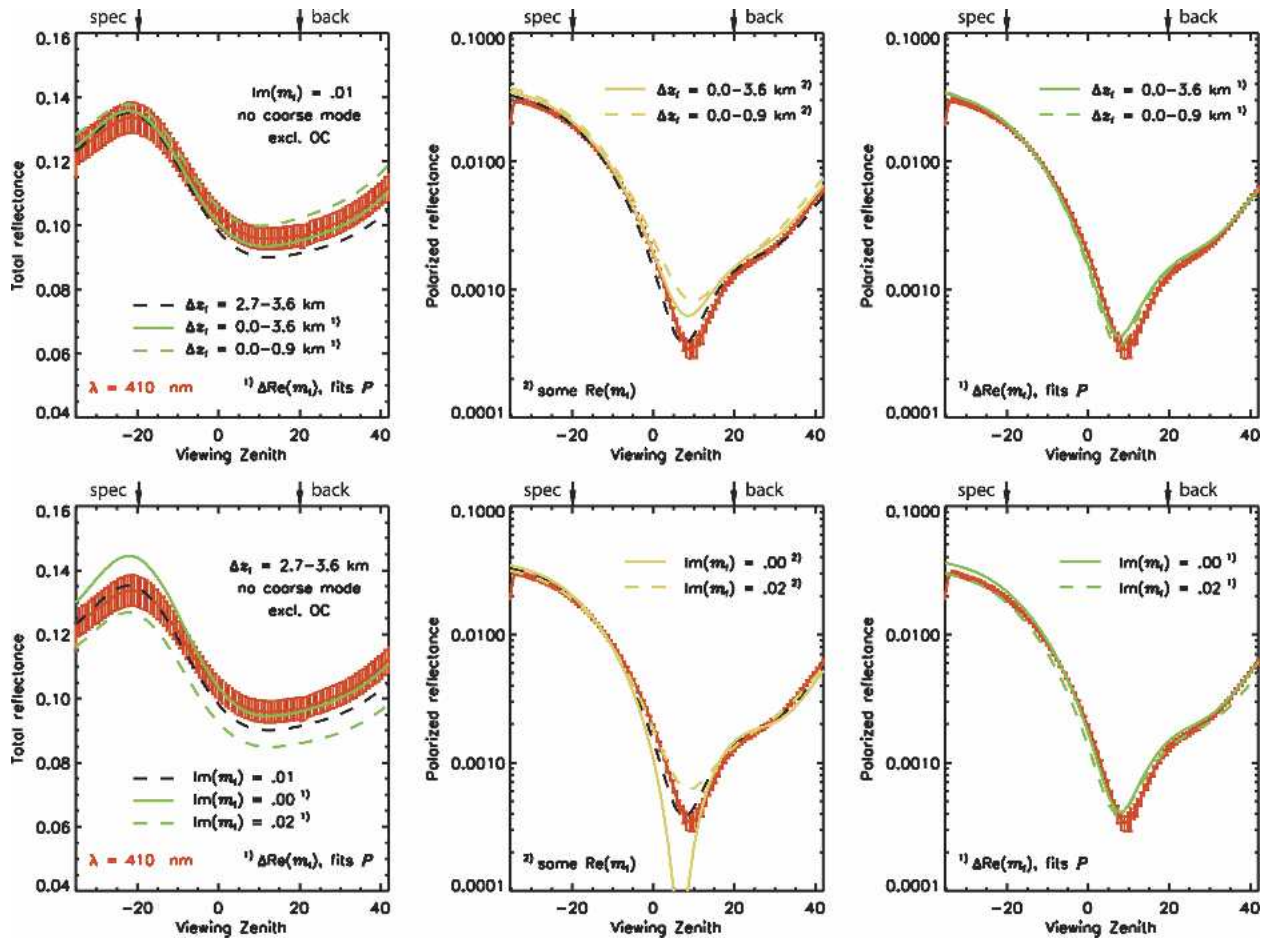 spec back spec back spec back
0.16 0.1000 0.1000
Im(m_f) = .01
no coarse mode
excl. OC
Δz_f = 0.0-3.6 km ²⁾
Δz_f = 0.0-0.9 km ²⁾
Δz_f = 0.0-3.6 km ¹⁾
Δz_f = 0.0-0.9 km ¹⁾
0.14
0.12 0.0100 0.0100
0.10
0.08 0.0010 0.0010
0.06
0.04 0.0001 0.0001
Total reflectance
Polarized reflectance
Polarized reflectance
Δz_f = 2.7-3.6 km
Δz_f = 0.0-3.6 km ¹⁾
Δz_f = 0.0-0.9 km ¹⁾
λ = 410 nm ¹⁾ ΔRe(m_f), fits P
²⁾ some Re(m_f)
¹⁾ ΔRe(m_f), fits P
-20 0 20 40 -20 0 20 40 -20 0 20 40
Viewing Zenith Viewing Zenith Viewing Zenith
spec back spec back spec back
0.16 0.1000 0.1000
Δz_f = 2.7-3.6 km
no coarse mode
excl. OC
Im(m_f) = .00 ²⁾
Im(m_f) = .02 ²⁾
Im(m_f) = .00 ¹⁾
Im(m_f) = .02 ¹⁾
0.14
0.12 0.0100 0.0100
0.10
0.08 0.0010 0.0010
0.06
0.04 0.0001 0.0001
Total reflectance
Polarized reflectance
Polarized reflectance
Im(m_f) = .01
Im(m_f) = .00 ¹⁾
Im(m_f) = .02 ¹⁾
λ = 410 nm ¹⁾ ΔRe(m_f), fits P
²⁾ some Re(m_f)
¹⁾ ΔRe(m_f), fits P
-20 0 20 40 -20 0 20 40 -20 0 20 40
Viewing Zenith Viewing Zenith Viewing Zenith